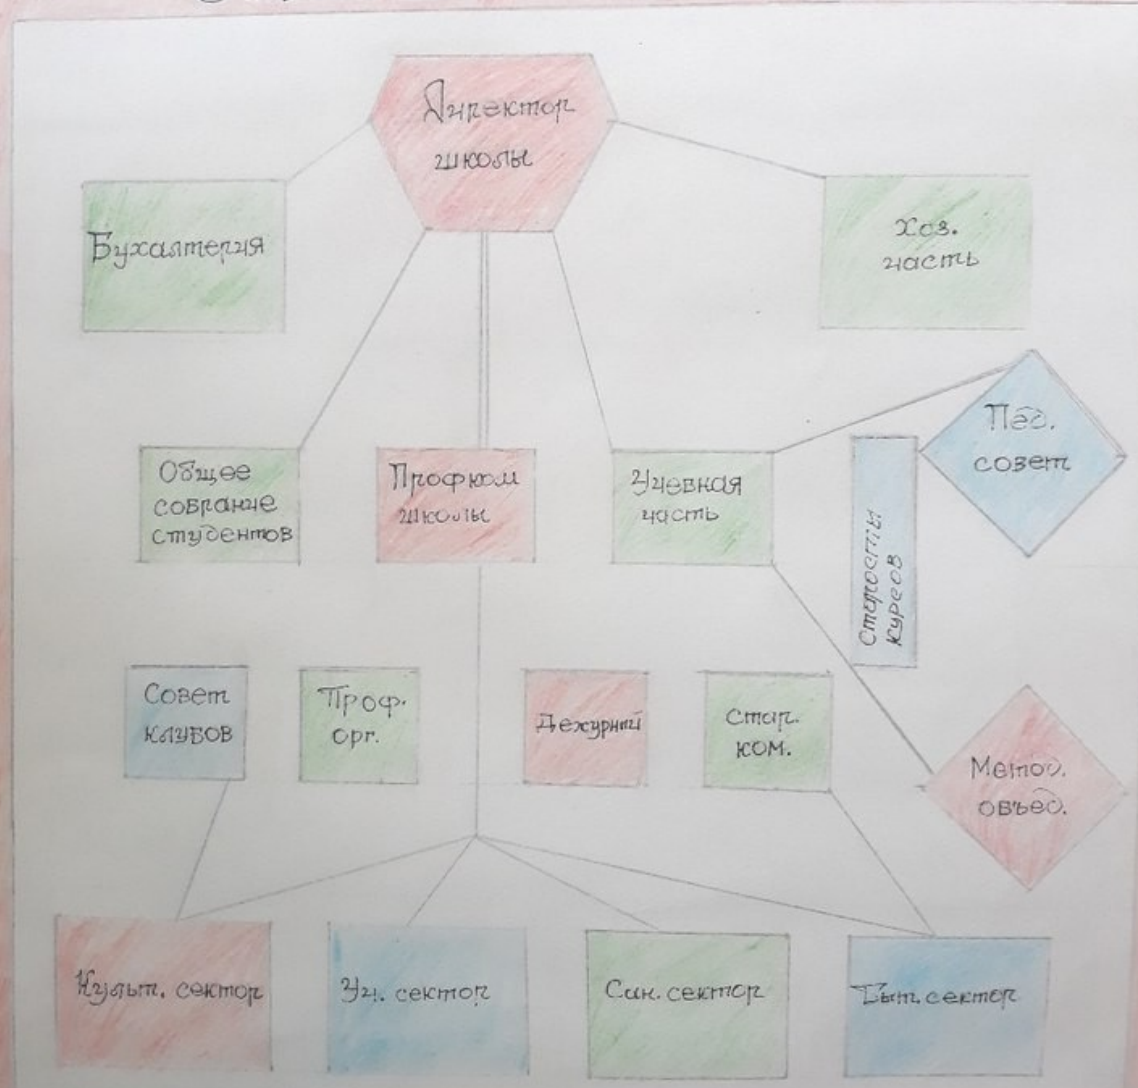 Директор
школы
Бухгалтерия
Хоз.
часть
Общее
собрание
студентов
Профком
школы
Учебная
часть
Пед.
совет
Старосты
курсов
Совет
клубов
Проф.
орг.
Дежурный
Стар.
ком.
Метод.
объед.
Культ. сектор
Уч. сектор
Сан. сектор
Быт. сектор